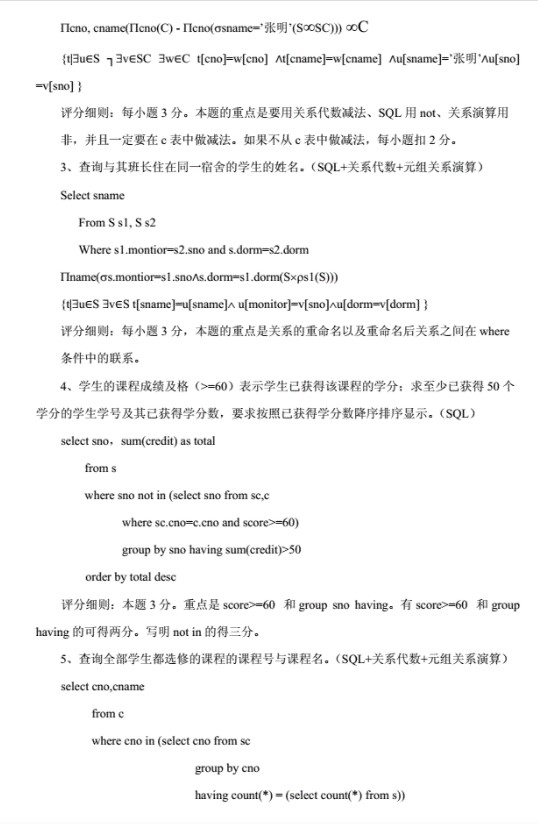 Πcno, cname(Πcno(C) - Πcno(σsname='张明'(S∞SC))) ∞C
{t|∃u∈S ┐∃v∈SC ∃w∈C t[cno]=w[cno] ∧t[cname]=w[cname] ∧u[sname]='张明'∧u[sno]
=v[sno] }
评分细则：每小题 3 分。本题的重点是要用关系代数减法、SQL 用 not、关系演算用
非，并且一定要在 c 表中做减法。如果不从 c 表中做减法，每小题扣 2 分。
3、查询与其班长住在同一宿舍的学生的姓名。（SQL+关系代数+元组关系演算）
Select sname
From S s1, S s2
Where s1.montior=s2.sno and s.dorm=s2.dorm
Πname(σs.montior=s1.sno∧s.dorm=s1.dorm(S×ρs1(S)))
{t|∃u∈S ∃v∈S t[sname]=u[sname]∧ u[monitor]=v[sno]∧u[dorm=v[dorm] }
评分细则：每小题 3 分，本题的重点是关系的重命名以及重命名后关系之间在 where
条件中的联系。
4、学生的课程成绩及格（>=60）表示学生已获得该课程的学分；求至少已获得 50 个
学分的学生学号及其已获得学分数，要求按照已获得学分数降序排序显示。（SQL）
select sno，sum(credit) as total
from s
where sno not in (select sno from sc,c
where sc.cno=c.cno and score>=60)
group by sno having sum(credit)>50
order by total desc
评分细则：本题 3 分。重点是 score>=60 和 group sno having。有 score>=60 和 group
having 的可得两分。写明 not in 的得三分。
5、查询全部学生都选修的课程的课程号与课程名。（SQL+关系代数+元组关系演算）
select cno,cname
from c
where cno in (select cno from sc
group by cno
having count(*) = (select count(*) from s))